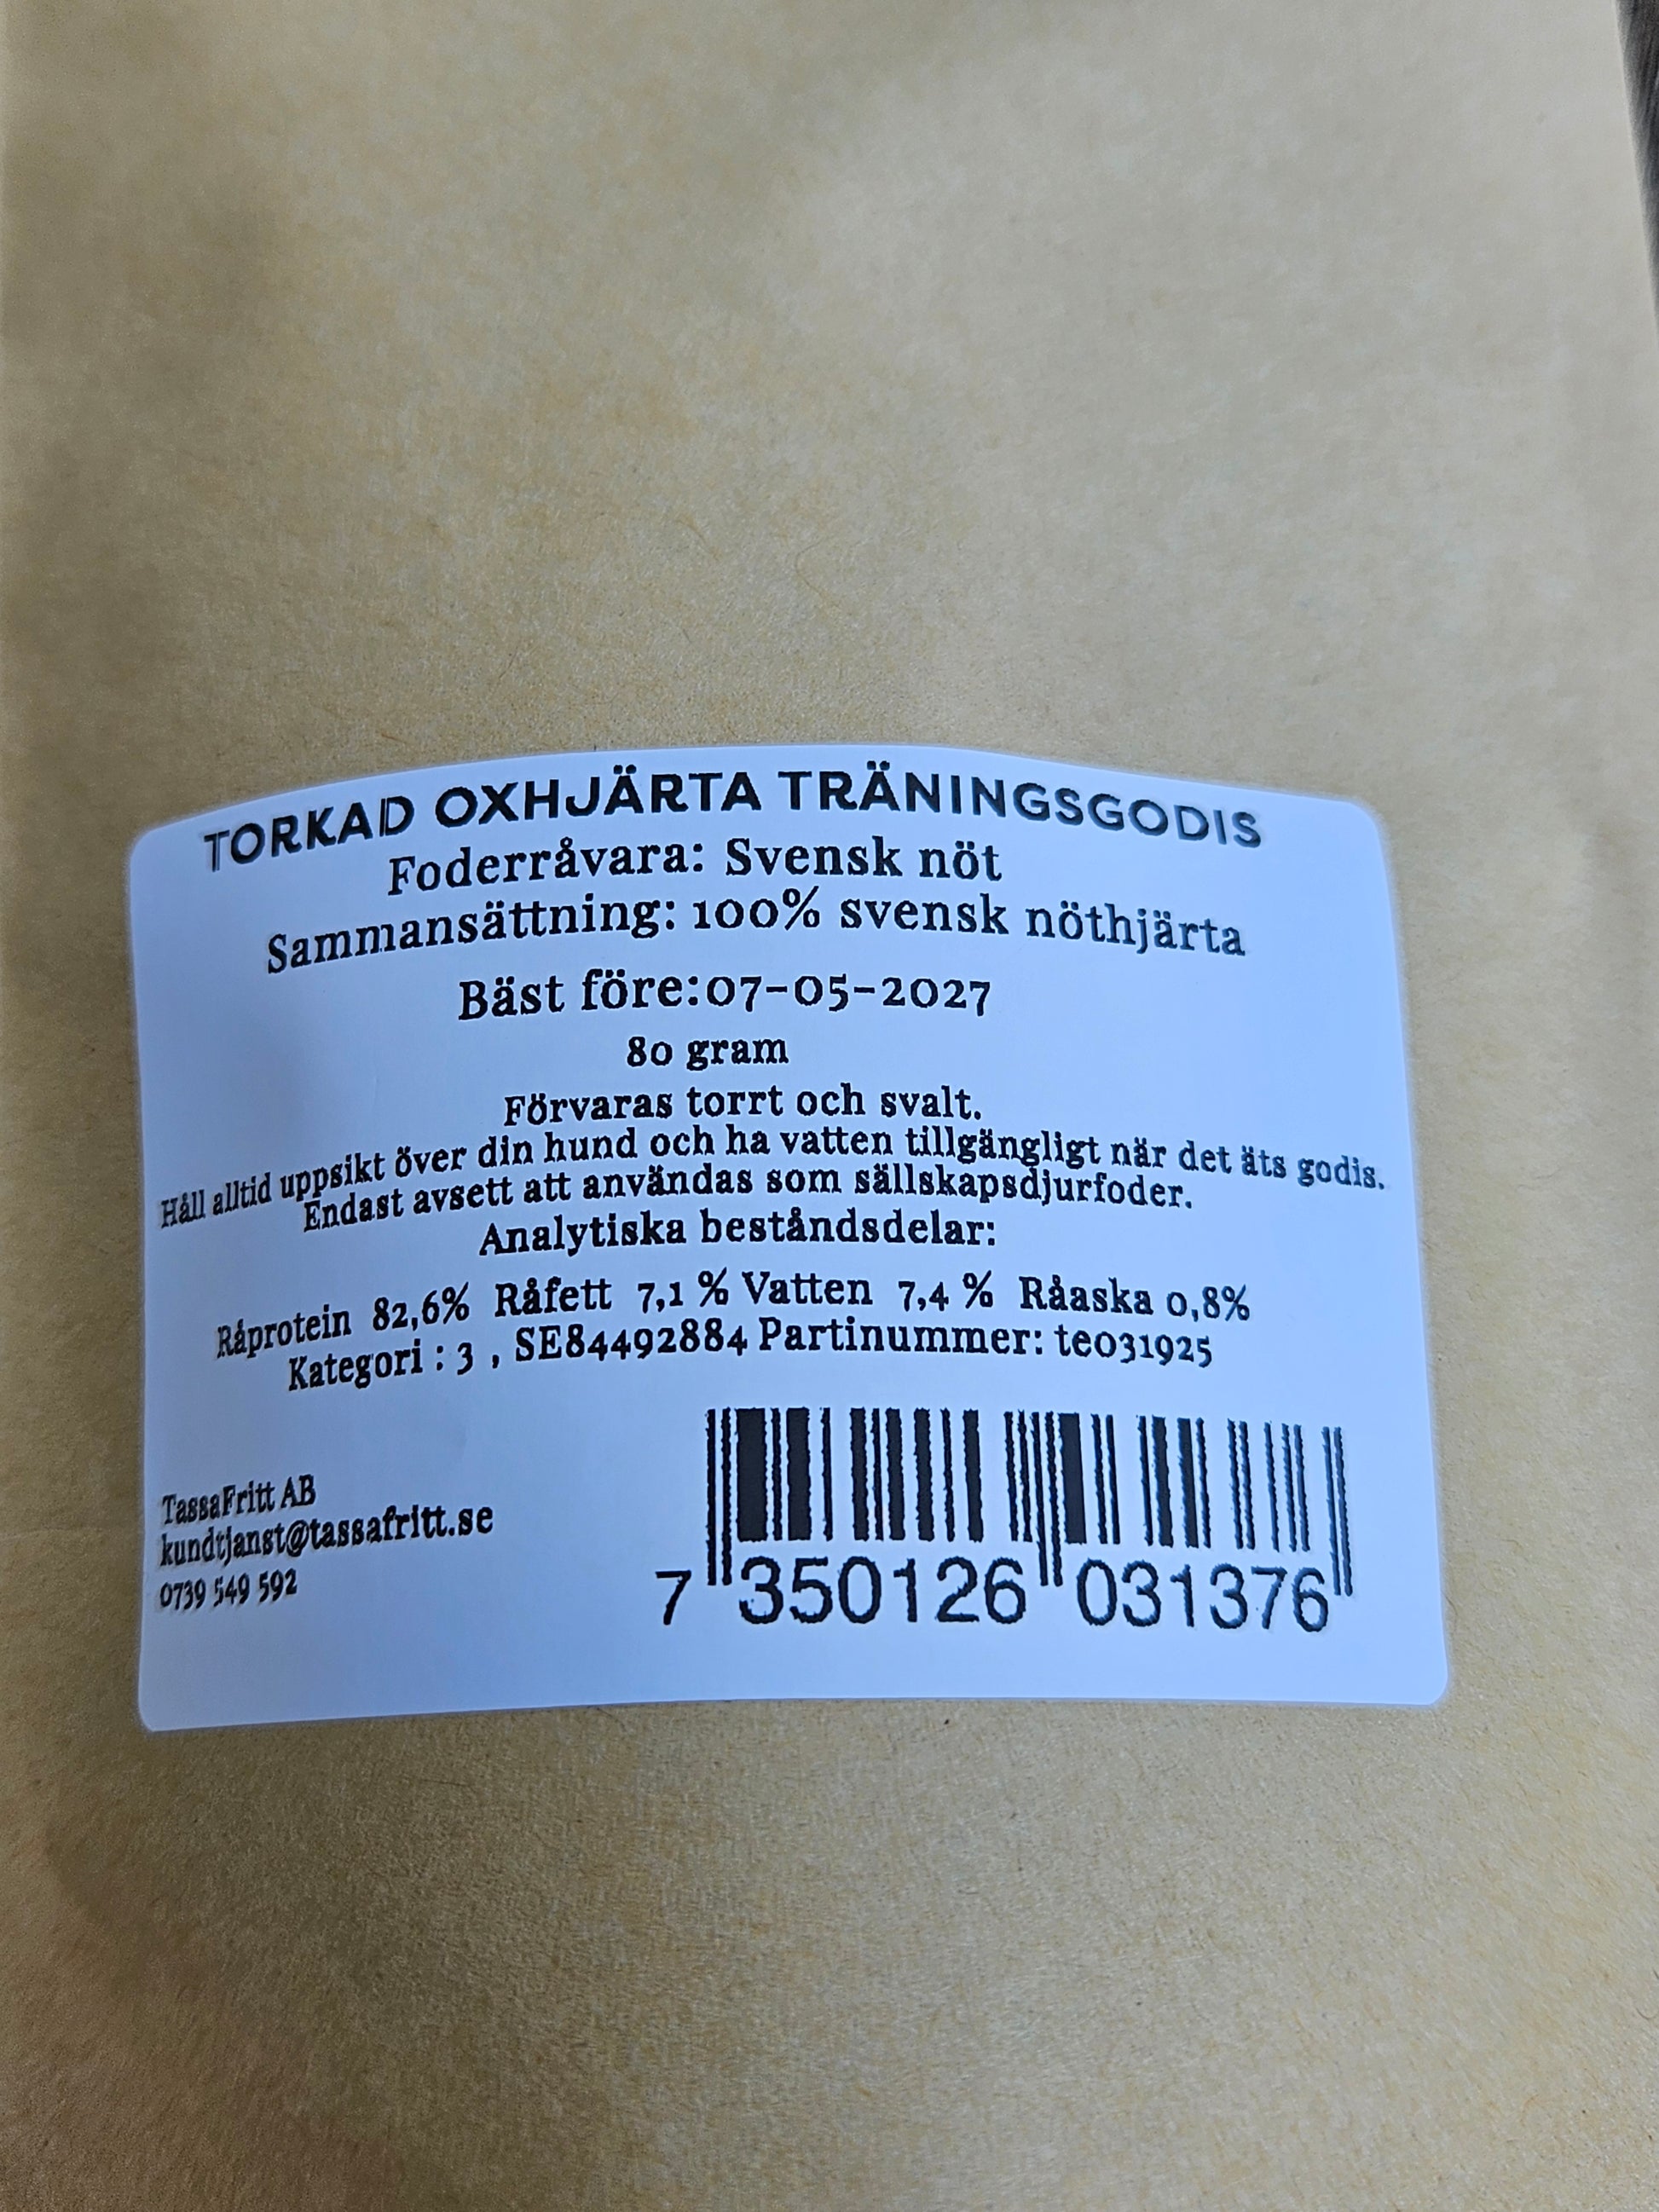 TORKAD OXHJÄRTA TRÄNINGSGODIS
Foderråvara: Svensk nöt
Sammansättning: 100% svensk nöthjärta
Bäst före:07-05-2027
80 gram
Förvaras torrt och svalt.
Håll alltid uppsikt över din hund och ha vatten tillgängligt när det äts godis.
Endast avsett att användas som sällskapsdjurfoder.
Analytiska beståndsdelar:
Råprotein 82,6% Råfett 7,1 % Vatten 7,4 % Råaska 0,8%
Kategori : 3 , SE84492884 Partinummer: te031925
TassaFritt AB
kundtjanst@tassafritt.se
0739 549 592
7 350126 031376